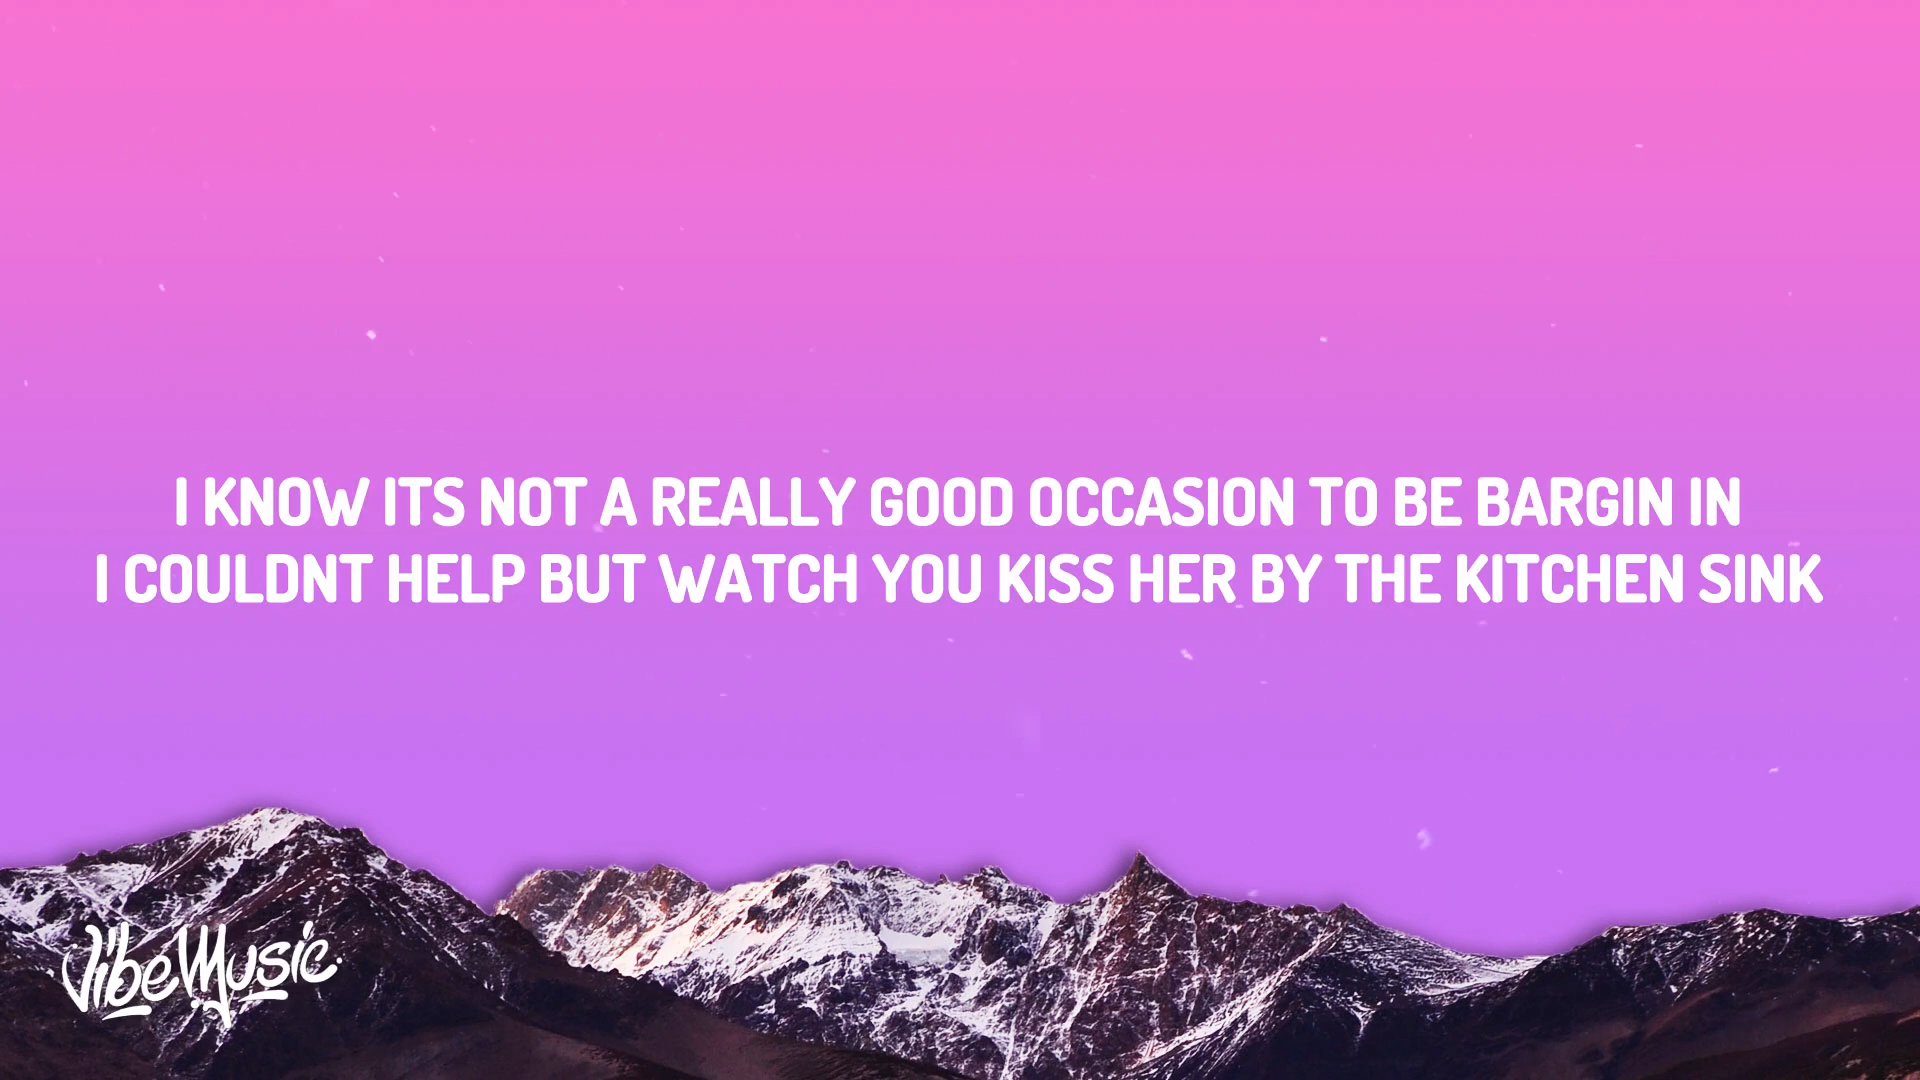 I KNOW ITS NOT A REALLY GOOD OCCASION TO BE BARGIN IN
I COULDNT HELP BUT WATCH YOU KISS HER BY THE KITCHEN SINK
Vibe Music